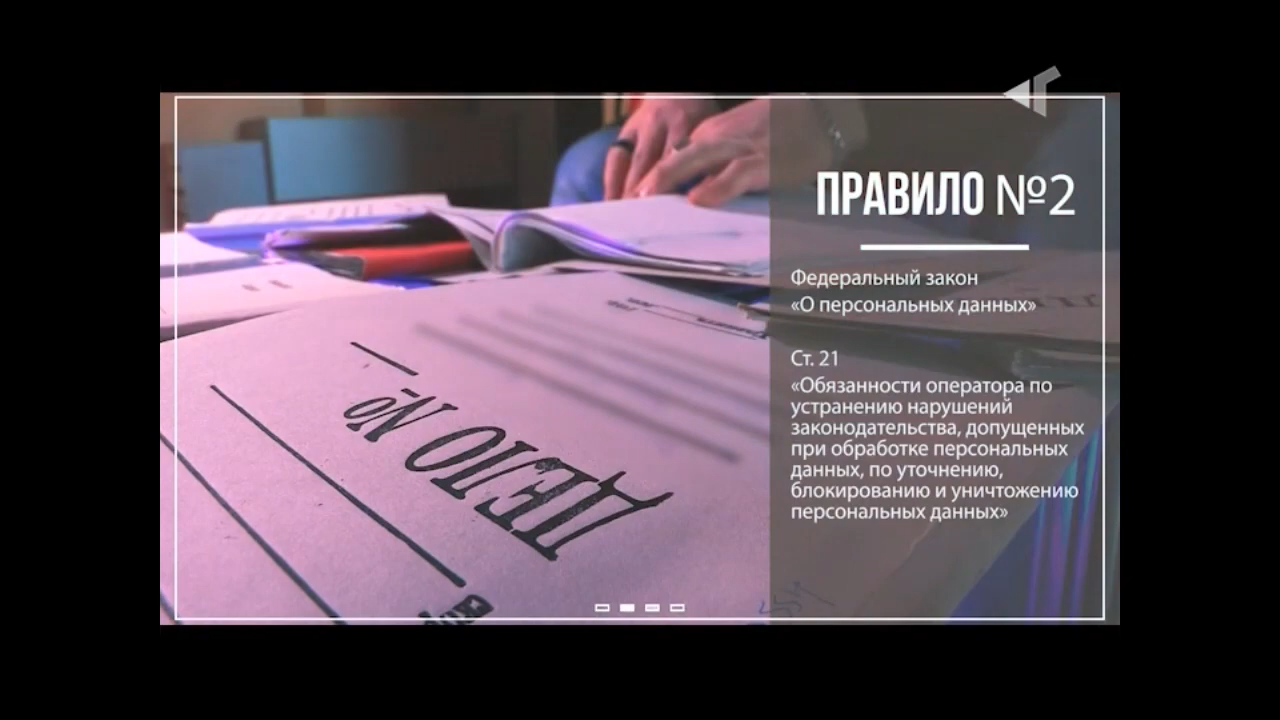 ПРАВИЛО №2
Федеральный закон
«О персональных данных»
Ст. 21
«Обязанности оператора по
устранению нарушений
законодательства, допущенных
при обработке персональных
данных, по уточнению,
блокированию и уничтожению
персональных данных»
ДЕЛО №